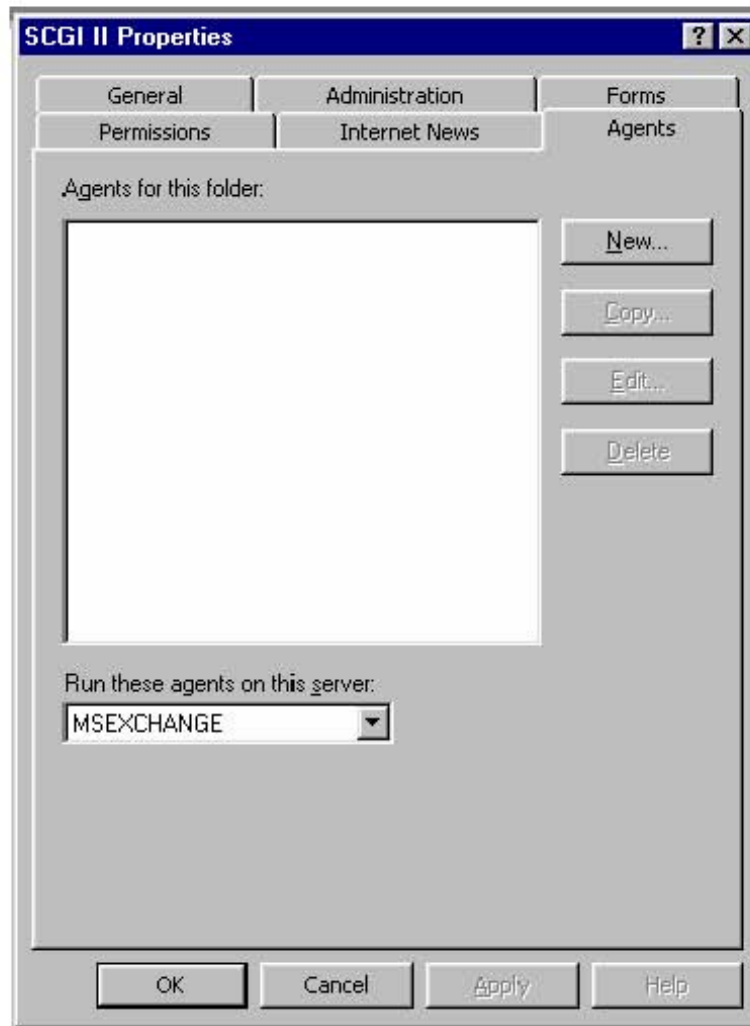 SCGI II Properties
General Administration Forms
Permissions Internet News Agents
Agents for this folder:
New...
Copy...
Edit...
Delete
Run these agents on this server:
MSEXCHANGE
OK Cancel Apply Help